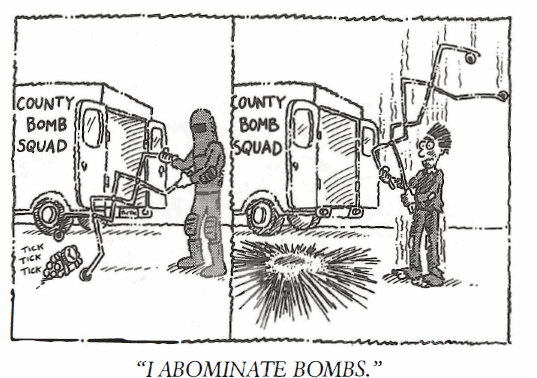 COUNTY
BOMB
SQUAD
TICK
TICK
TICK
COUNTY
BOMB
SQUAD
"I ABOMINATE BOMBS."